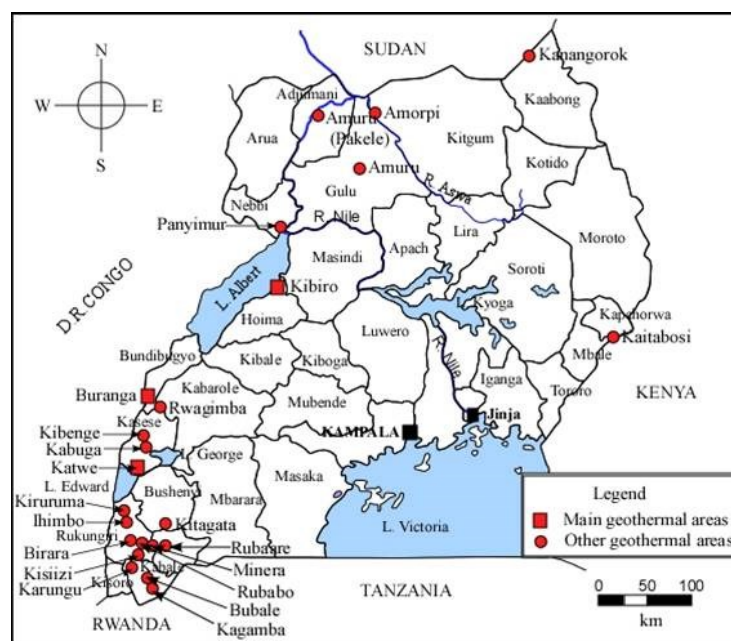 N
W
E
S
SUDAN
Kanangorok
Kaabong
Adjumani
Amuru
(Pakele)
Amorpi
Arua
Kitgum
Kotido
Amuru
Gulu
R. Aswa
Nebbi
Panyimur
R. Nile
Apach
Lira
Moroto
Masindi
Soroti
D.R. CONGO
L. Albert
Kibiro
Kyoga
Kapchorwa
Hoima
Luwero
Kaitabosi
Bundibugyo
Kibale
Kiboga
R. Nile
Mbale
Iganga
KENYA
Buranga
Kabarole
Rwagimba
Mubende
Tororo
Kasese
Jinja
Kibenge
KAMPALA
Kabuga
Katwe
L. George
L. Edward
Bushenyi
Masaka
Mbarara
Kiruruma
Ihimbo
Kitagata
L. Victoria
Rukungiri
Birara
Rubaare
Kisiizi
Kabale
Minera
Karungu
Kisoro
Rubabo
Bubale
Kagamba
TANZANIA
RWANDA
Legend
Main geothermal areas
Other geothermal areas
0 50 100
km